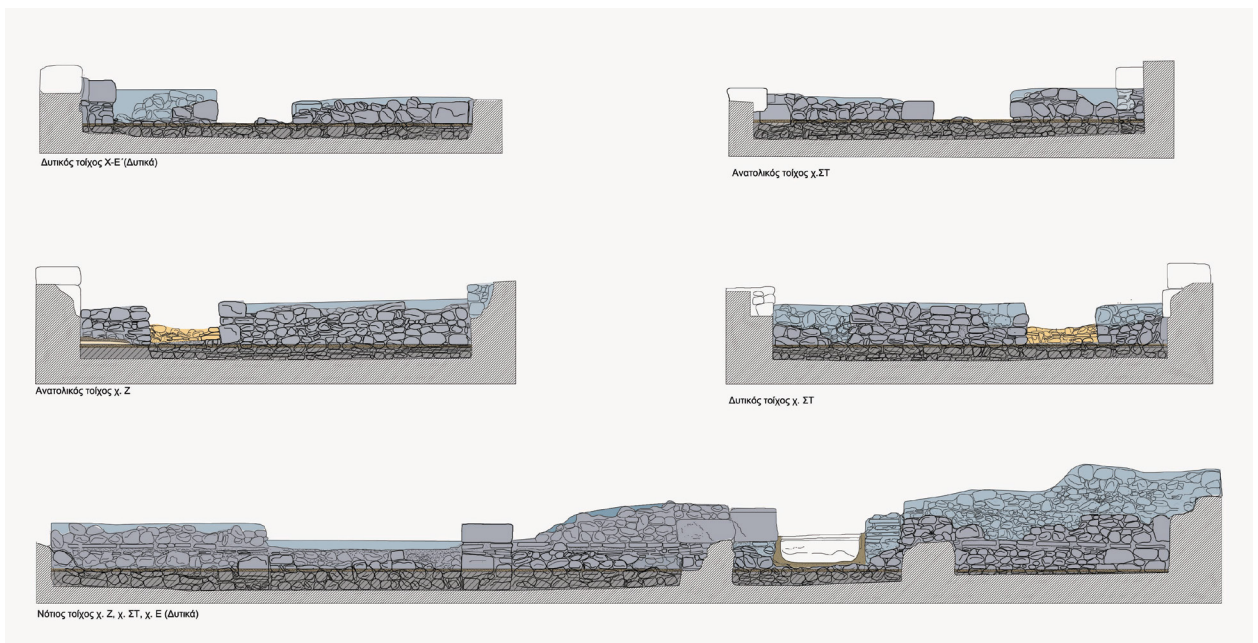 Δυτικός τοίχος Χ-Ε΄(Δυτικά)
Ανατολικός τοίχος χ.ΣΤ
Ανατολικός τοίχος χ. Ζ
Δυτικός τοίχος χ. ΣΤ
Νότιος τοίχος χ. Ζ, χ. ΣΤ, χ. Ε (Δυτικά)